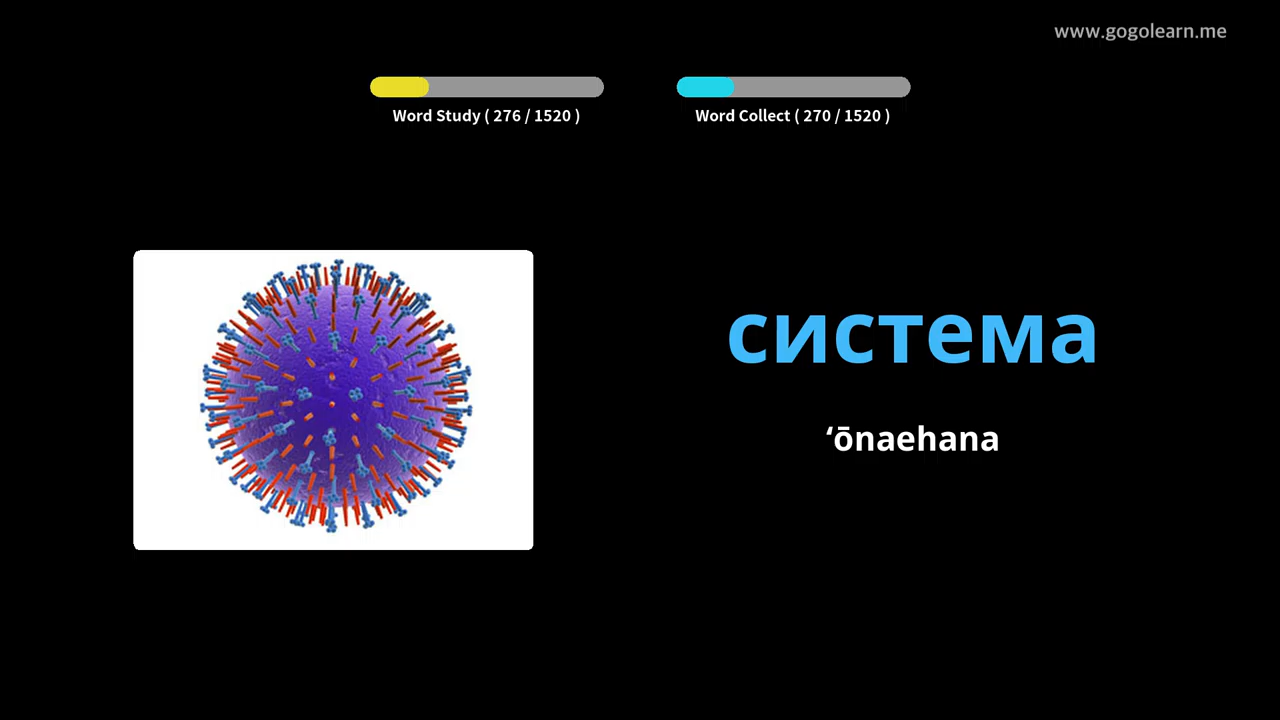 www.gogolearn.me
Word Study ( 276 / 1520 )
Word Collect ( 270 / 1520 )
система
ʻōnaehana